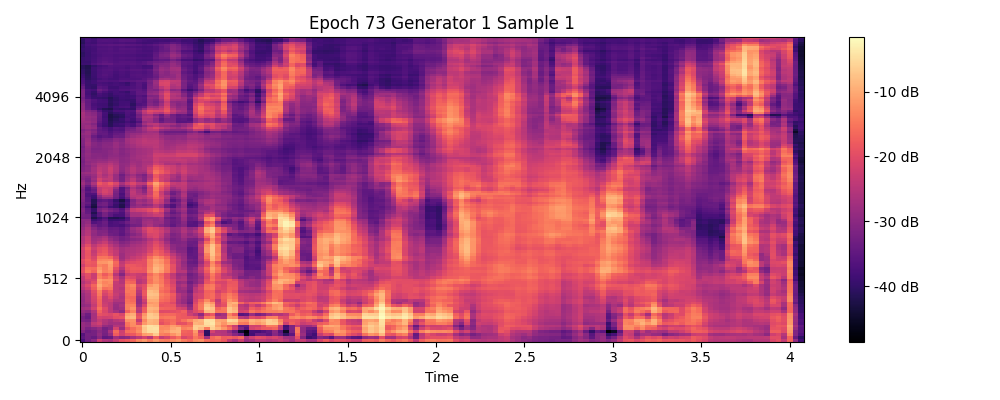 Epoch 73 Generator 1 Sample 1
Hz
4096
2048
1024
512
0
0 0.5 1 1.5 2 2.5 3 3.5 4
Time
-10 dB
-20 dB
-30 dB
-40 dB